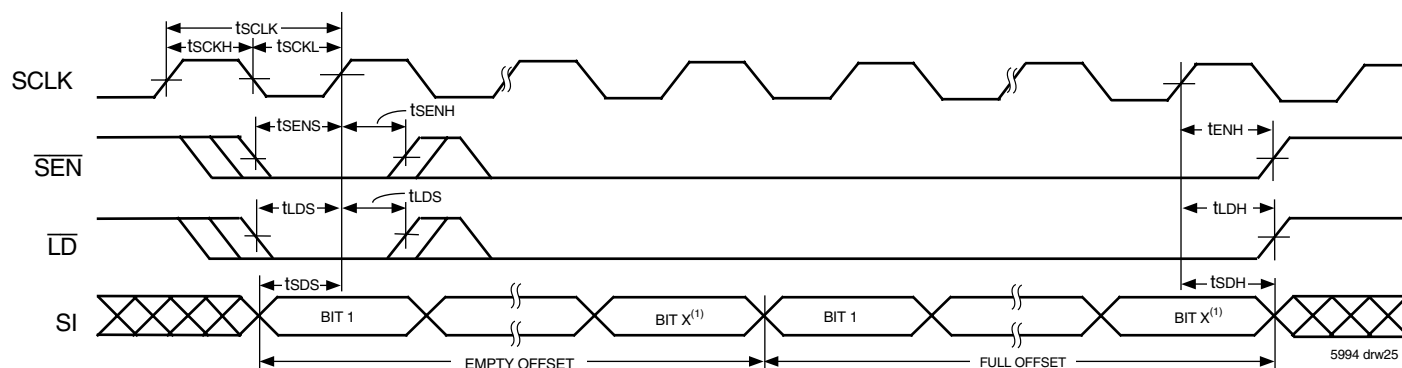 tSCLK
tSCKH
tSCKL
SCLK
tSENS
tSENH
tENH
SEN
tLDS
tLDS
tLDH
LD
tSDS
tSDH
SI
BIT 1
BIT X(1)
BIT 1
BIT X(1)
EMPTY OFFSET
FULL OFFSET
5994 drw25